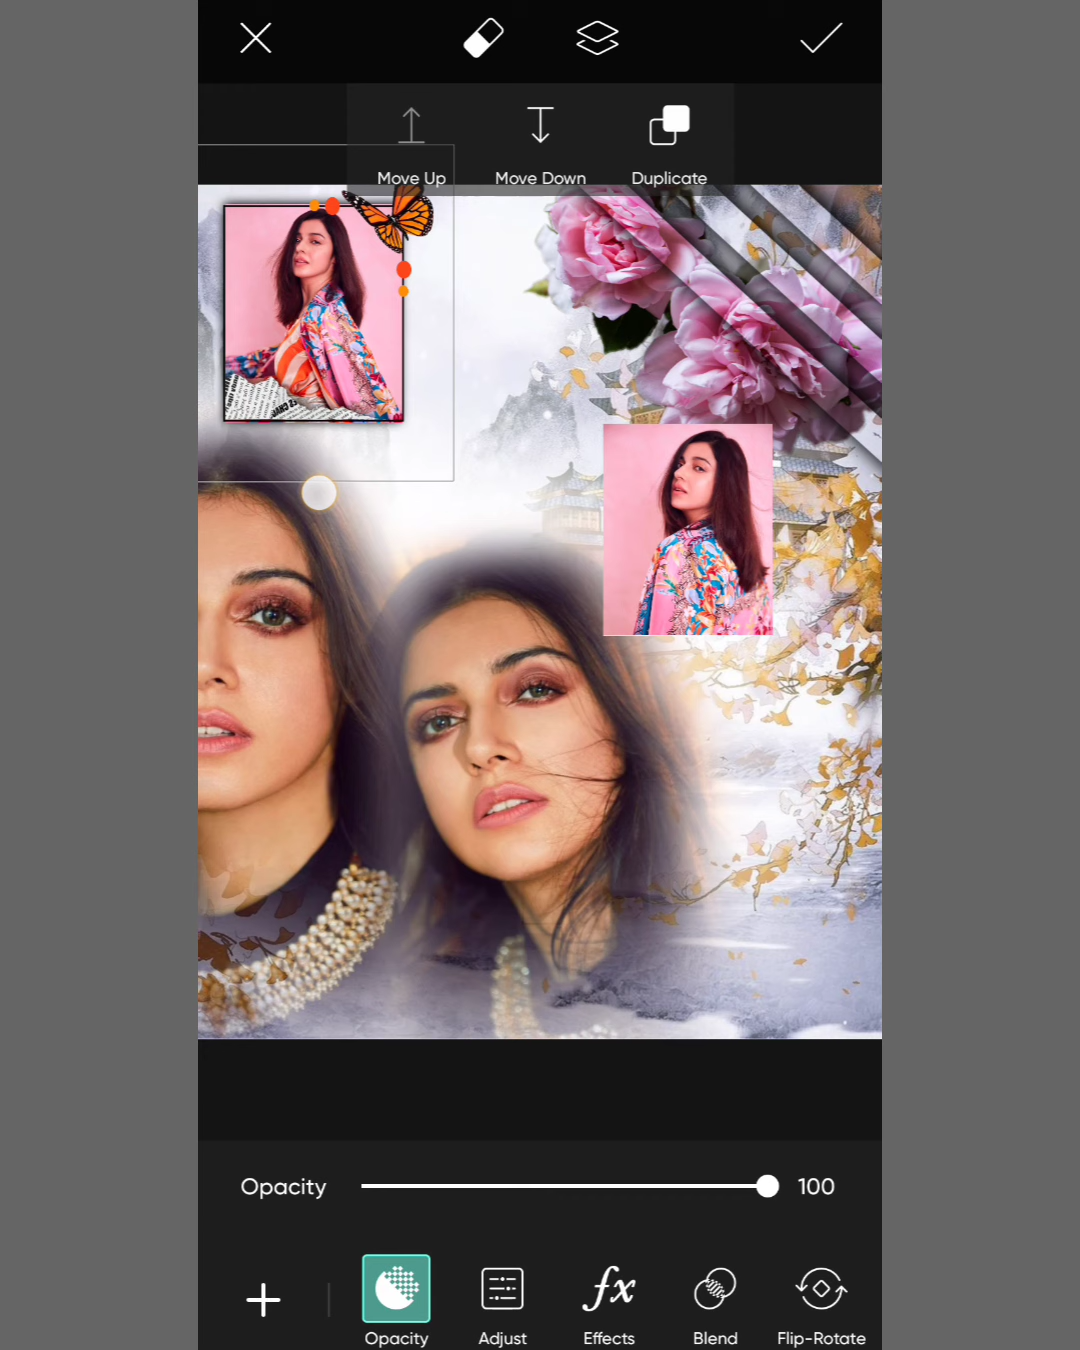 Move Up Move Down Duplicate
Opacity 100
Opacity Adjust Effects Blend Flip-Rotate